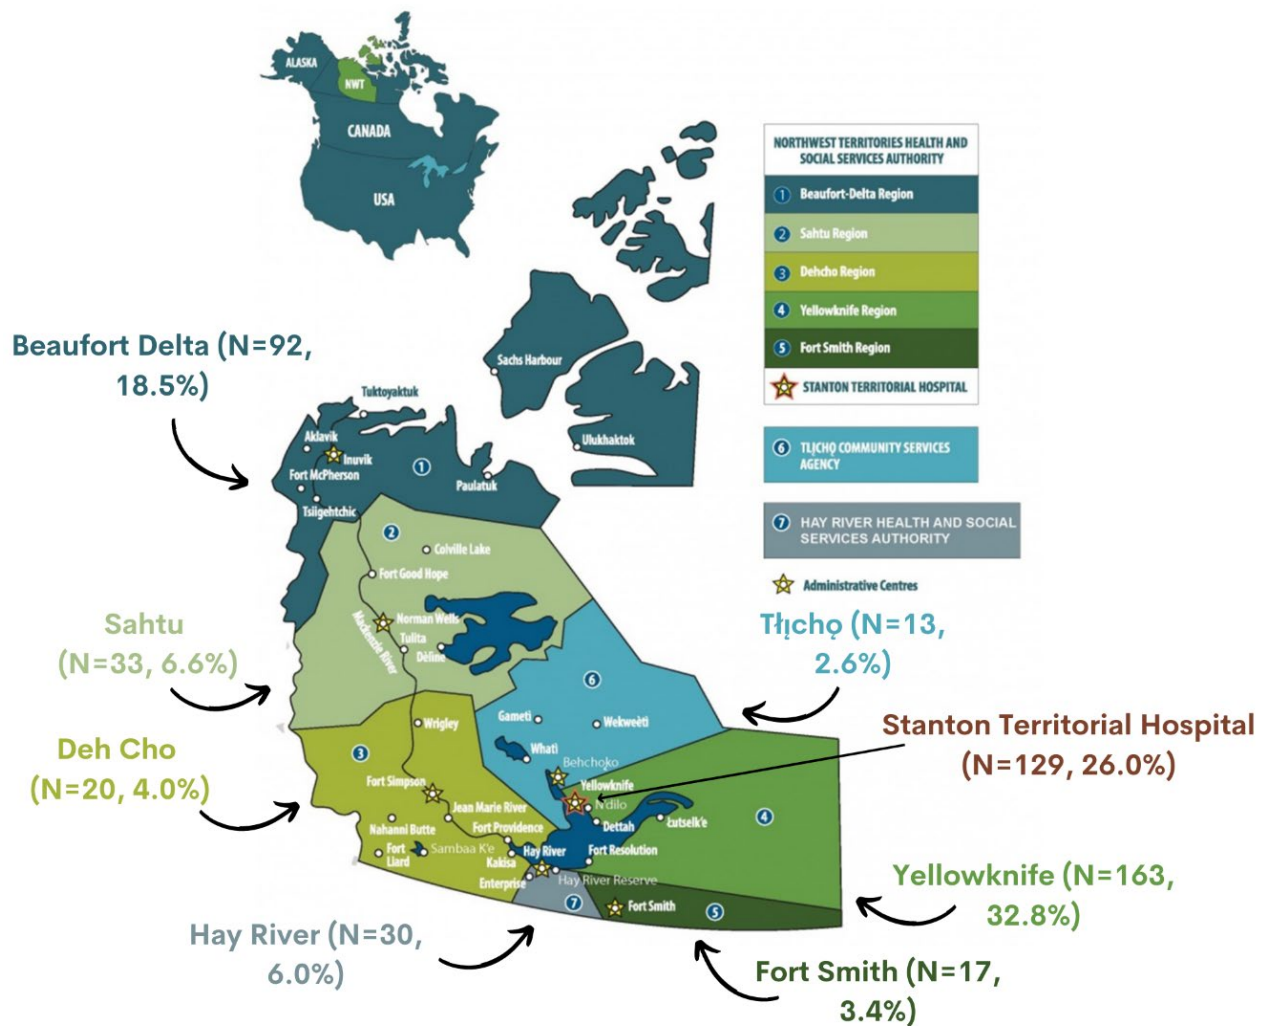 ALASKA
NWT
CANADA
USA
NORTHWEST TERRITORIES HEALTH AND
SOCIAL SERVICES AUTHORITY
1 Beaufort-Delta Region
2 Sahtu Region
3 Dehcho Region
4 Yellowknife Region
5 Fort Smith Region
STANTON TERRITORIAL HOSPITAL
6 TŁĮCHǪ COMMUNITY SERVICES
AGENCY
7 HAY RIVER HEALTH AND SOCIAL
SERVICES AUTHORITY
Administrative Centres
Beaufort Delta (N=92,
18.5%)
Sachs Harbour
Ulukhaktok
Tuktoyaktuk
Aklavik
Inuvik
1
Fort McPherson
Paulatuk
Tsiigehtchic
2
Colville Lake
Fort Good Hope
Norman Wells
Mackenzie River
Tulita
Délįne
Sahtu
(N=33, 6.6%)
Tłįchǫ (N=13,
2.6%)
6
Gametì
Wekweètì
Whatì
Behchoko
Wrigley
Deh Cho
(N=20, 4.0%)
3
Stanton Territorial Hospital
(N=129, 26.0%)
Fort Simpson
Yellowknife
N'dilo
Dettah
Łutselk'e
4
Jean Marie River
Nahanni Butte
Fort Providence
Fort
Liard
Sambaa K'e
Kakisa
Hay River
Fort Resolution
Enterprise
Hay River Reserve
7
Fort Smith
5
Yellowknife (N=163,
32.8%)
Hay River (N=30,
6.0%)
Fort Smith (N=17,
3.4%)